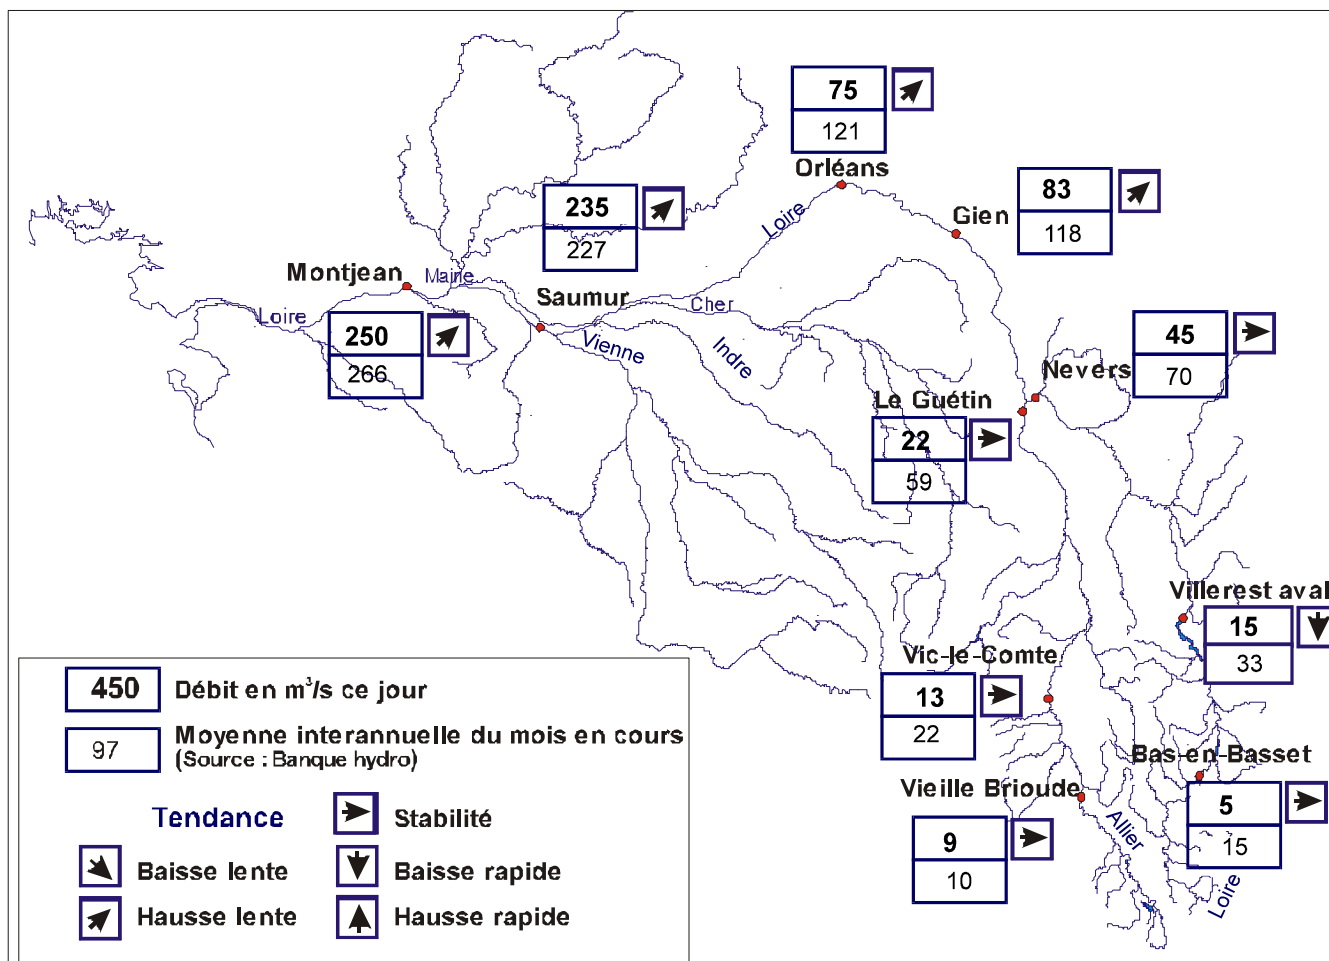 75
121
Orléans
83
118
Gien
235
227
Loire
Montjean
Maine
Saumur
Cher
Loire
250
266
Vienne
Indre
45
70
Nevers
Le Guétin
22
59
Villerest aval
15
33
Vic-le-Comte
13
22
Bas-en-Basset
5
15
Vieille Brioude
9
10
Allier
Loire
450 Débit en m³/s ce jour
97 Moyenne interannuelle du mois en cours
(Source : Banque hydro)
Tendance
Stabilité
Baisse lente
Baisse rapide
Hausse lente
Hausse rapide